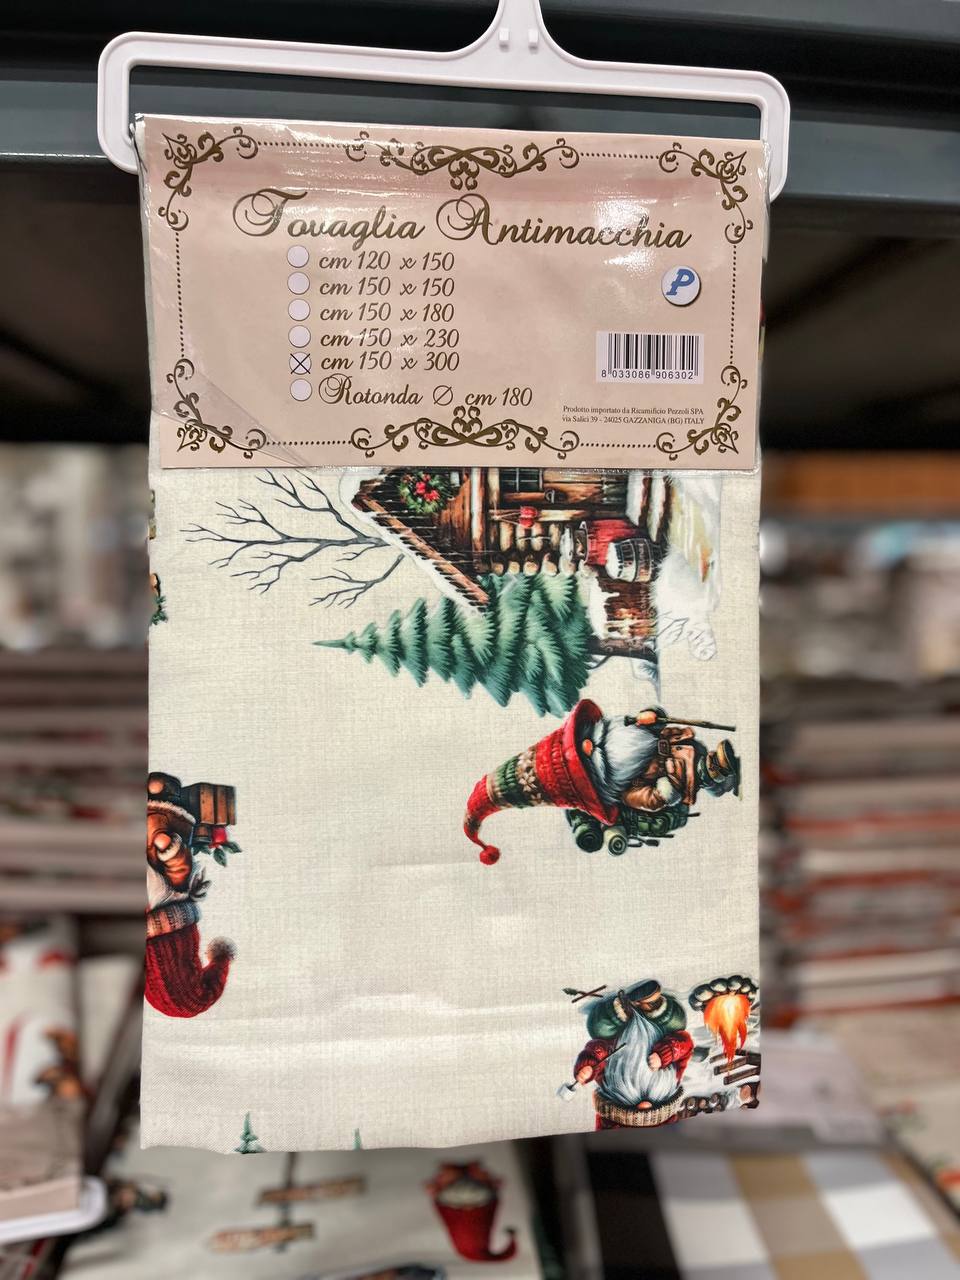 Tovaglia Antimacchia
cm 120 x 150
cm 150 x 150
cm 150 x 180
cm 150 x 230
cm 150 x 300
Rotonda Ø cm 180
P
8 033086 906302
Prodotto importato da Ricamificio Pezzoli SPA
Via Salici 39 - 24025 GAZZANIGA (BG) ITALY